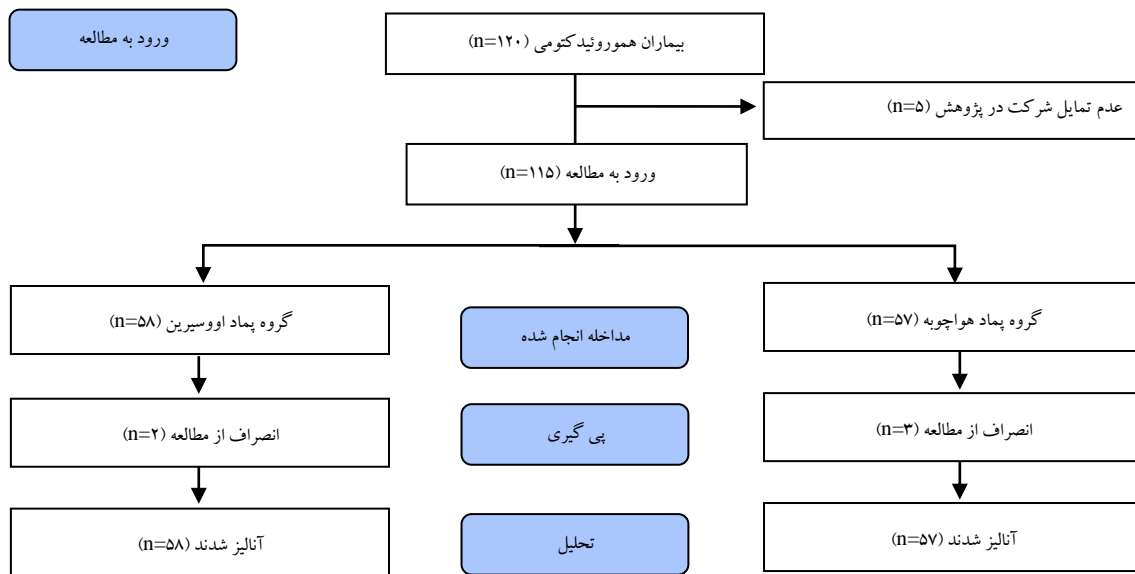 ورود به مطالعه
بیماران هموروئیدکتومی (n=۱۲۰)
عدم تمایل شرکت در پژوهش (n=۵)
ورود به مطالعه (n=۱۱۵)
گروه پماد هواچوبه (n=۵۷)
مداخله انجام شده
گروه پماد اووسیرین (n=۵۸)
انصراف از مطالعه (n=۳)
پی گیری
انصراف از مطالعه (n=۲)
آنالیز شدند (n=۵۷)
تحلیل
آنالیز شدند (n=۵۸)